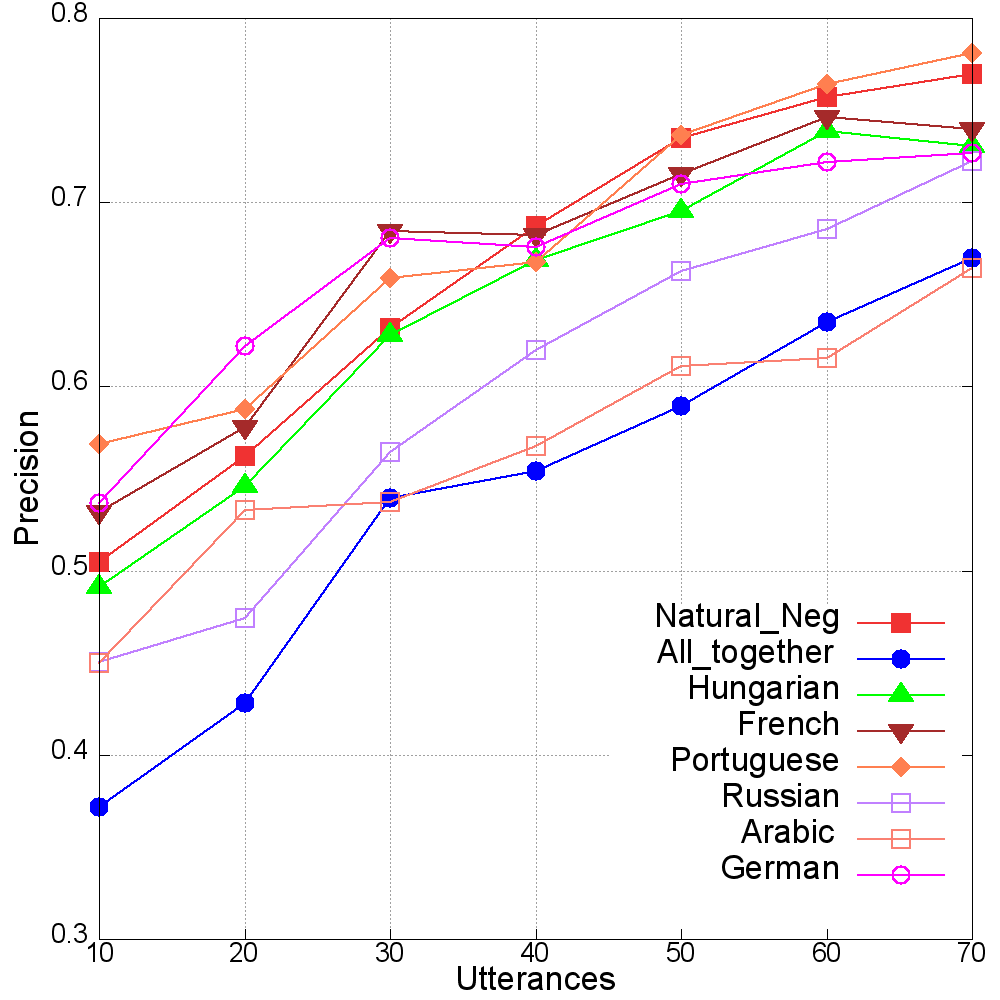 0.8
0.7
0.6
0.5
0.4
0.3
Precision
10 20 30 40 50 60 70
Utterances
Natural_Neg
All_together
Hungarian
French
Portuguese
Russian
Arabic
German